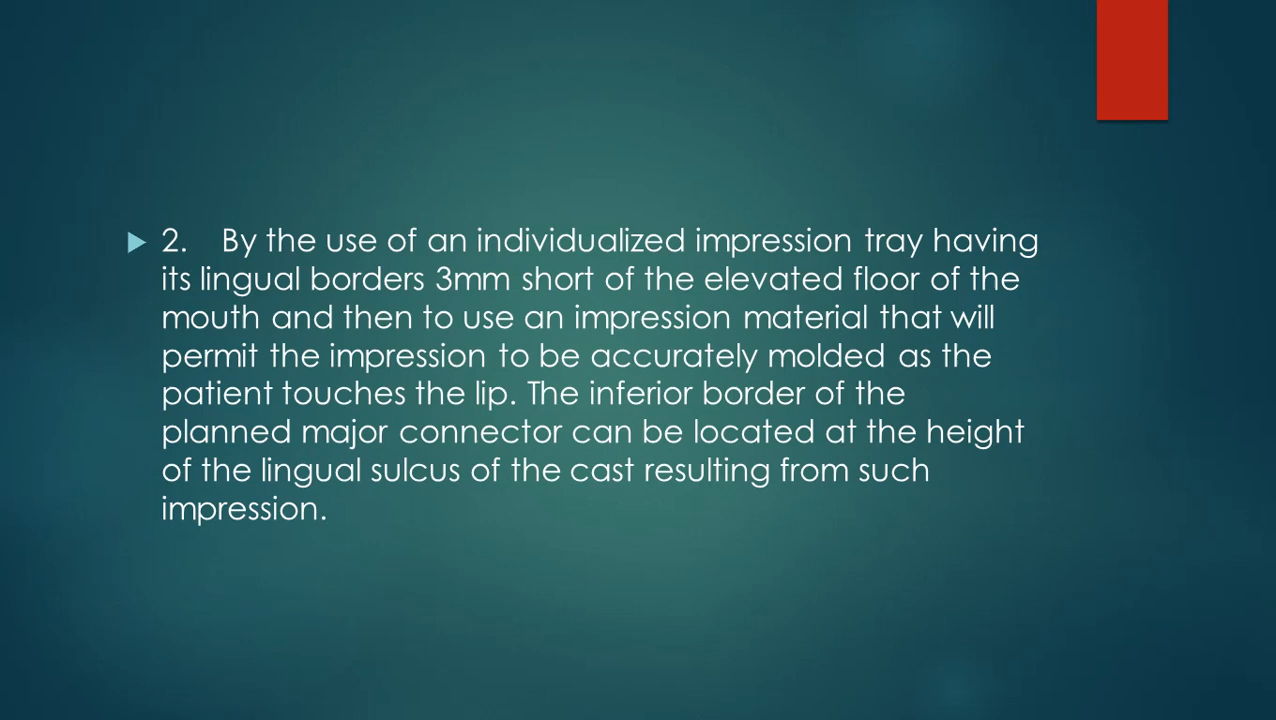 2. By the use of an individualized impression tray having
its lingual borders 3mm short of the elevated floor of the
mouth and then to use an impression material that will
permit the impression to be accurately molded as the
patient touches the lip. The inferior border of the
planned major connector can be located at the height
of the lingual sulcus of the cast resulting from such
impression.